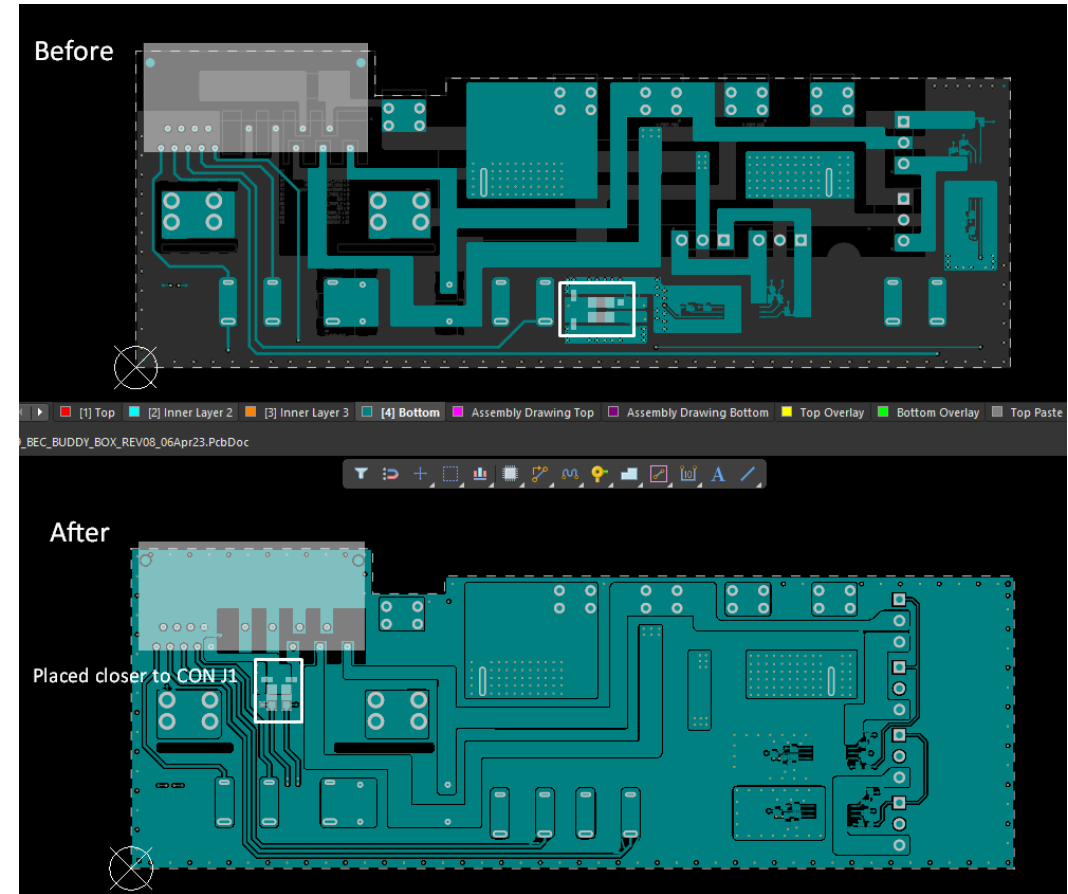 Before
[1] Top [2] Inner Layer 2 [3] Inner Layer 3 [4] Bottom Assembly Drawing Top Assembly Drawing Bottom Top Overlay Bottom Overlay Top Paste
_BEC_BUDDY_BOX_REV08_06Apr23.PcbDoc
After
Placed closer to CON J1